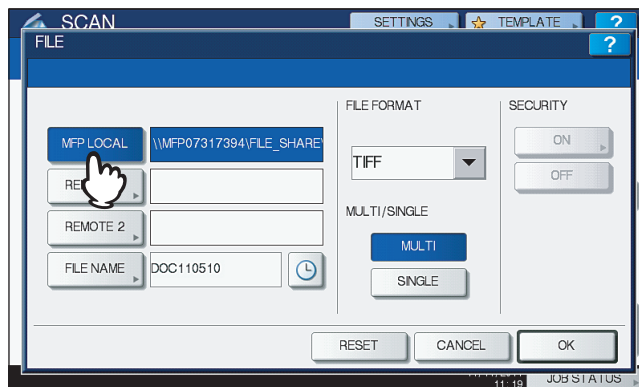 SCAN
SETTINGS
TEMPLATE
?
FILE
?
FILE FORMAT
SECURITY
MFP LOCAL
\\MFP07317394\FILE_SHARE\
TIFF
ON
OFF
REMOTE 2
MULTI/SINGLE
MULTI
FILE NAME
DOC110510
SINGLE
RESET
CANCEL
OK
11:19
JOB STATUS